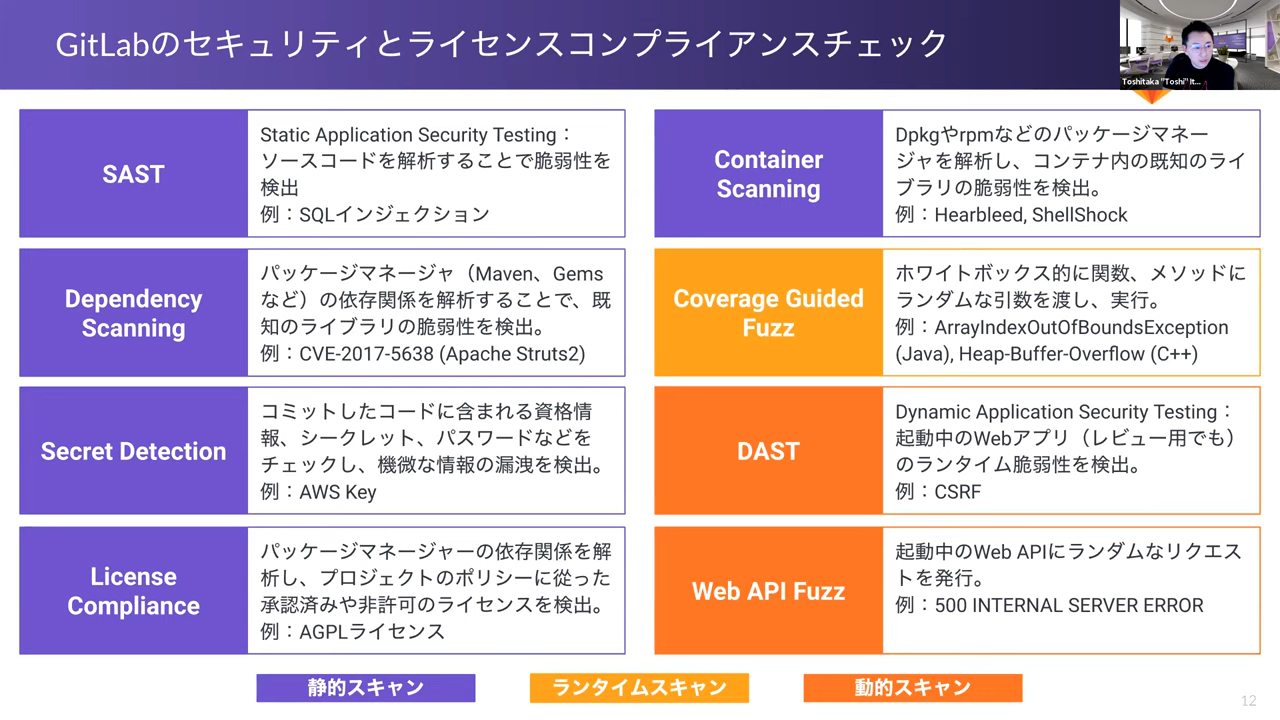 GitLabのセキュリティとライセンスコンプライアンスチェック
Toshitaka "Toshi" It...
SAST
Static Application Security Testing：
ソースコードを解析することで脆弱性を
検出
例：SQLインジェクション
Dependency
Scanning
パッケージマネージャ（Maven、Gems
など）の依存関係を解析することで、既
知のライブラリの脆弱性を検出。
例：CVE-2017-5638 (Apache Struts2)
Secret Detection
コミットしたコードに含まれる資格情
報、シークレット、パスワードなどを
チェックし、機微な情報の漏洩を検出。
例：AWS Key
License
Compliance
パッケージマネージャーの依存関係を解
析し、プロジェクトのポリシーに従った
承認済みや非許可のライセンスを検出。
例：AGPLライセンス
Container
Scanning
Dpkgやrpmなどのパッケージマネー
ジャを解析し、コンテナ内の既知のライ
ブラリの脆弱性を検出。
例：Hearbleed, ShellShock
Coverage Guided
Fuzz
ホワイトボックス的に関数、メソッドに
ランダムな引数を渡し、実行。
例：ArrayIndexOutOfBoundsException
(Java), Heap-Buffer-Overflow (C++)
DAST
Dynamic Application Security Testing：
起動中のWebアプリ（レビュー用でも）
のランタイム脆弱性を検出。
例：CSRF
Web API Fuzz
起動中のWeb APIにランダムなリクエス
トを発行。
例：500 INTERNAL SERVER ERROR
静的スキャン
ランタイムスキャン
動的スキャン
12